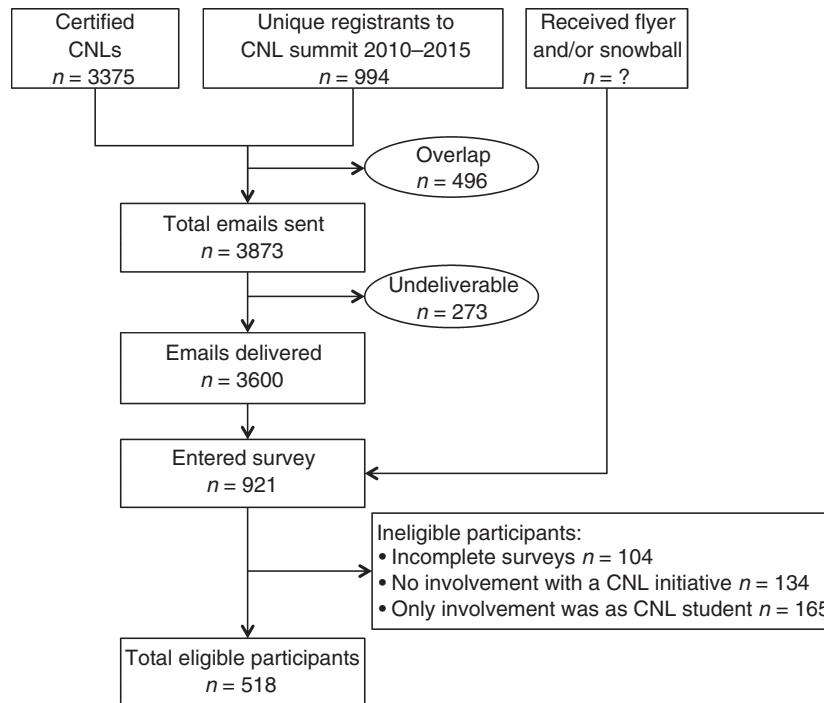 Certified
CNLs
n = 3375
Unique registrants to
CNL summit 2010–2015
n = 994
Received flyer
and/or snowball
n = ?
Overlap
n = 496
Total emails sent
n = 3873
Undeliverable
n = 273
Emails delivered
n = 3600
Entered survey
n = 921
Ineligible participants:
• Incomplete surveys n = 104
• No involvement with a CNL initiative n = 134
• Only involvement was as CNL student n = 165
Total eligible participants
n = 518